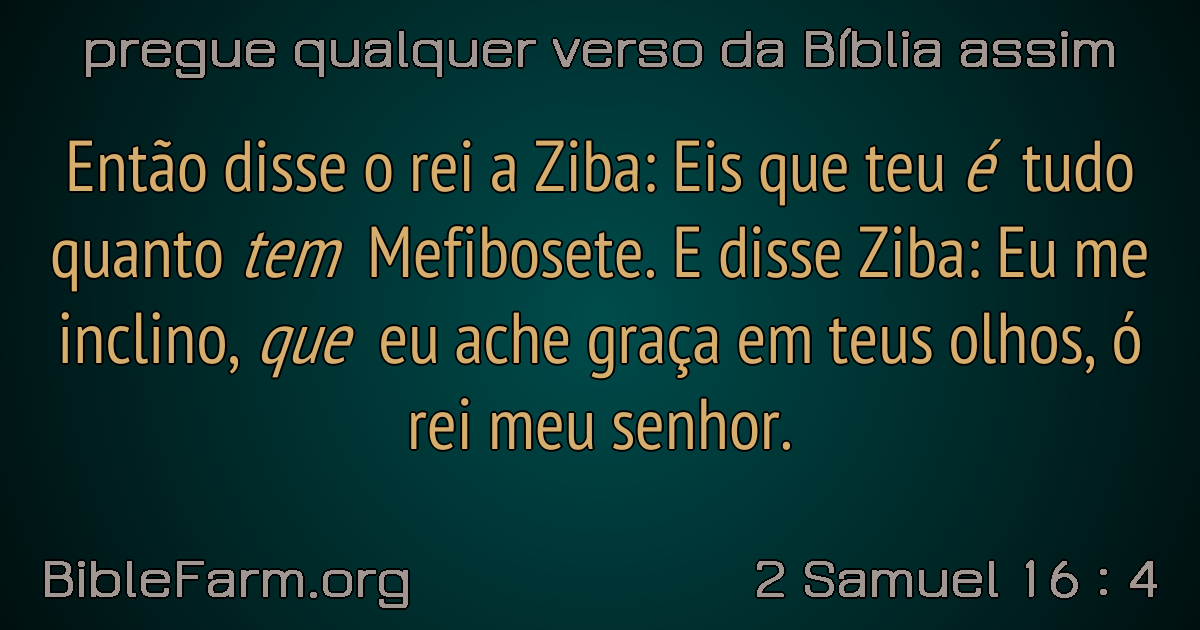 pregue qualquer verso da Bíblia assim
Então disse o rei a Ziba: Eis que teu é tudo
quanto tem Mefibosete. E disse Ziba: Eu me
inclino, que eu ache graça em teus olhos, ó
rei meu senhor.
BibleFarm.org
2 Samuel 16 : 4